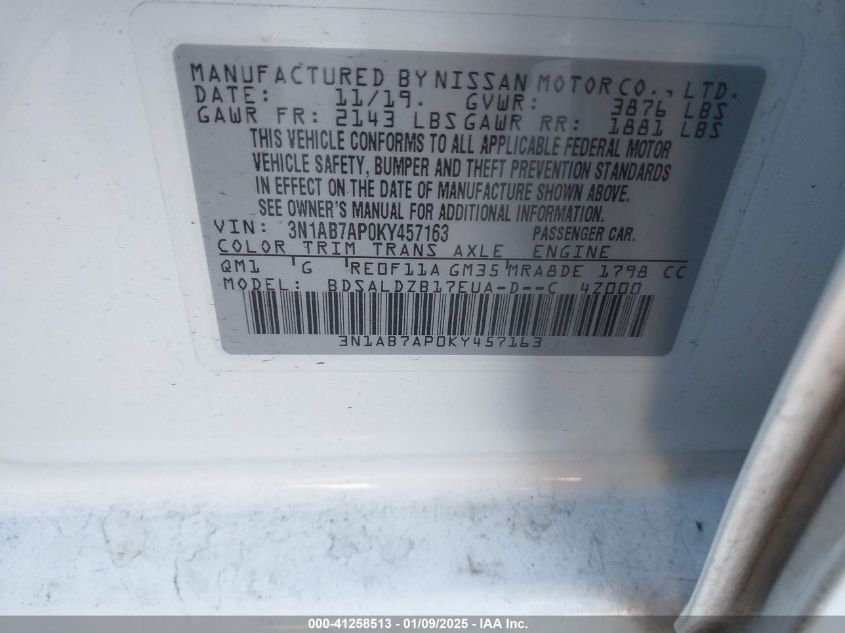 MANUFACTURED BY NISSAN MOTOR CO., LTD.
DATE: 11/19. GVWR: 3876 LBS
GAWR FR: 2143 LBS GAWR RR: 1881 LBS
THIS VEHICLE CONFORMS TO ALL APPLICABLE FEDERAL MOTOR
VEHICLE SAFETY, BUMPER AND THEFT PREVENTION STANDARDS
IN EFFECT ON THE DATE OF MANUFACTURE SHOWN ABOVE.
SEE OWNER'S MANUAL FOR ADDITIONAL INFORMATION.
VIN: 3N1AB7AP0KY457163 PASSENGER CAR.
COLOR TRIM TRANS AXLE ENGINE
QM1 G RE0F11A GM35 MRA8DE 1798 CC
MODEL: BDSALDZB17EUA-D--C 4Z000
3N1AB7AP0KY457163
000-41258513 - 01/09/2025 - IAA Inc.